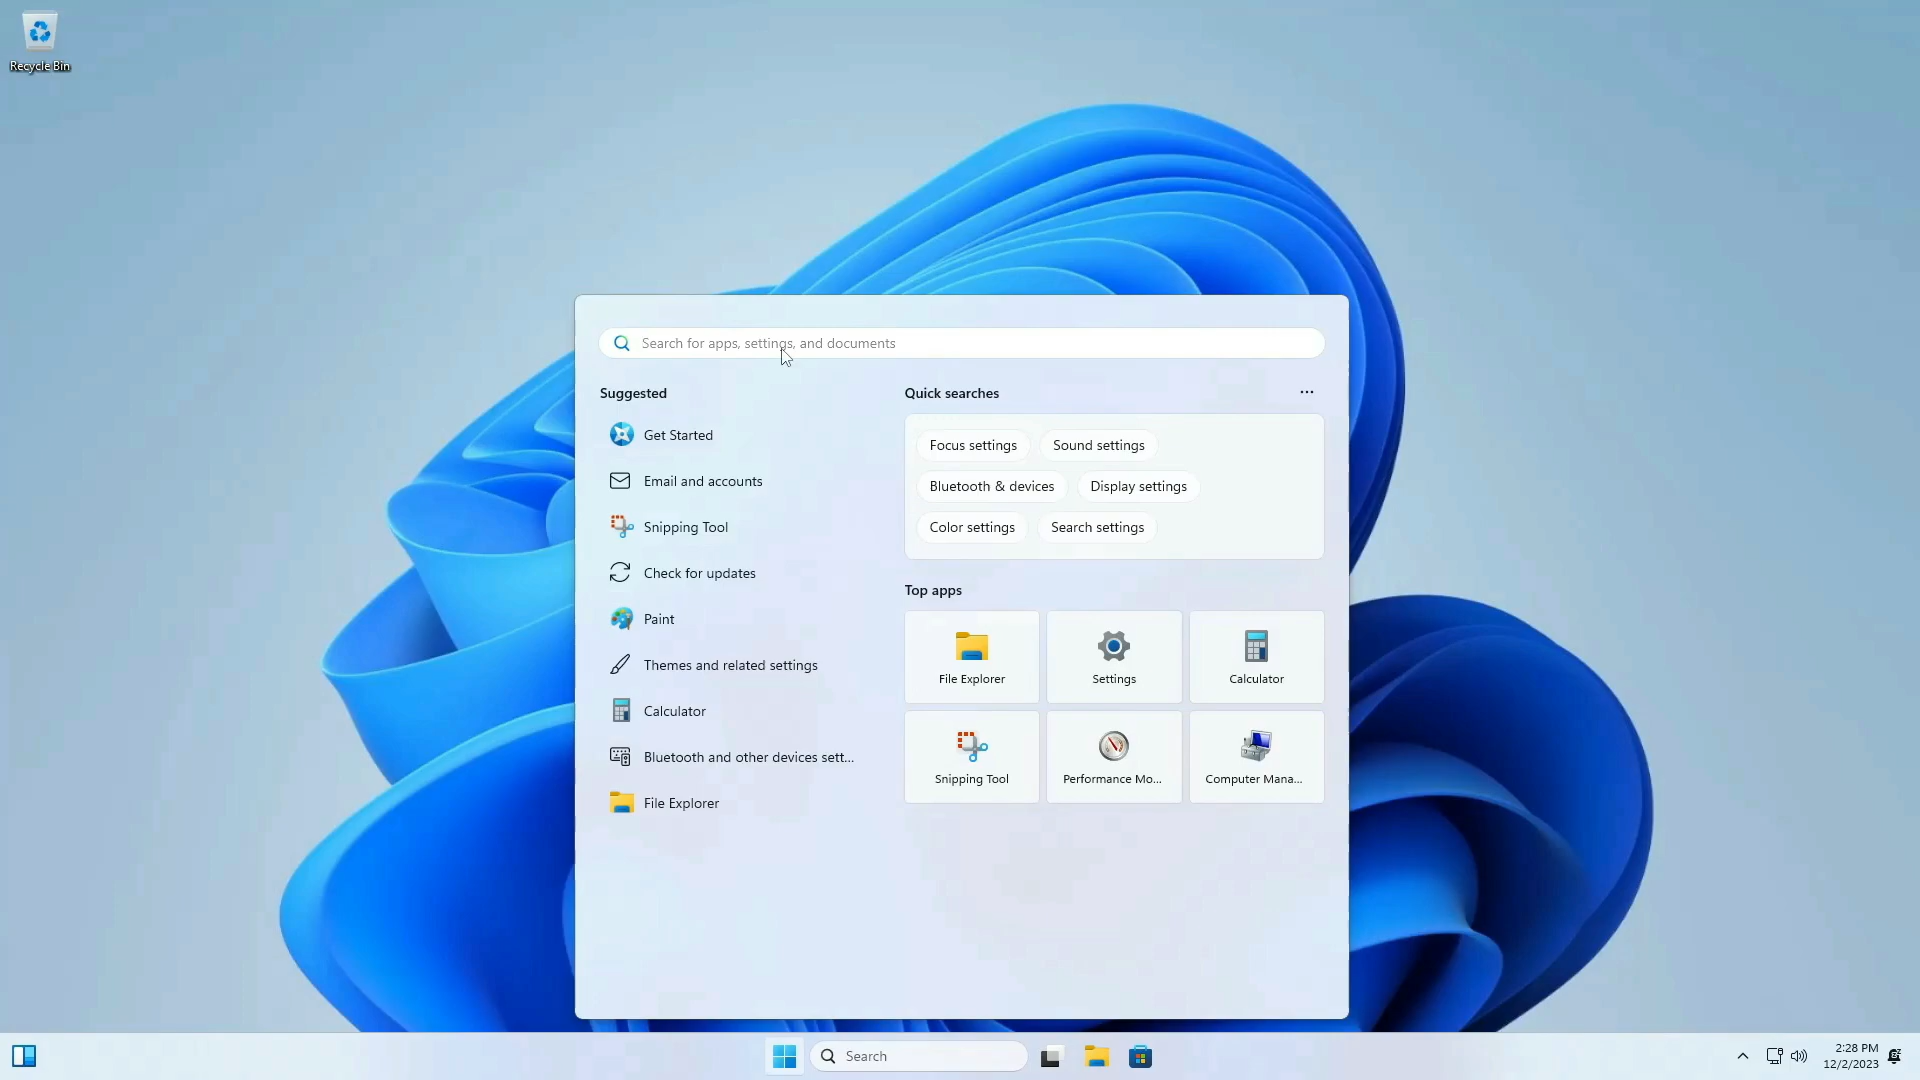 Recycle Bin
Search for apps, settings, and documents
Suggested
Get Started
Email and accounts
Snipping Tool
Check for updates
Paint
Themes and related settings
Calculator
Bluetooth and other devices sett...
File Explorer
Quick searches
Focus settings
Sound settings
Bluetooth & devices
Display settings
Color settings
Search settings
Top apps
File Explorer
Settings
Calculator
Snipping Tool
Performance Mo...
Computer Mana...
Search
2:28 PM
12/2/2023